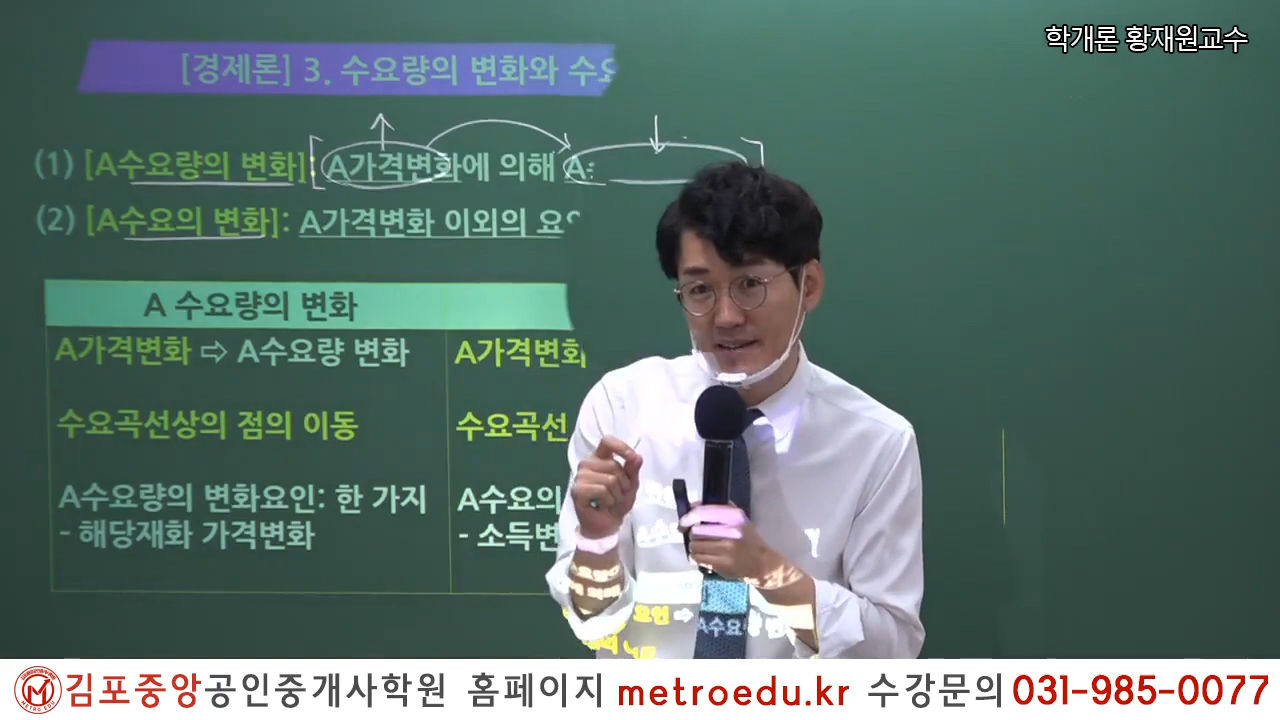 학개론 황재원교수
[경제론] 3. 수요량의 변화와 수요
(1) [A수요량의 변화]: A가격변화에 의해 A
(2) [A수요의 변화]: A가격변화 이외의
A 수요량의 변화
A가격변화 ⇨ A수요량 변화
A가격변화
수요곡선상의 점의 이동
수요곡선
A수요량의 변화요인: 한 가지
- 해당재화 가격변화
A수요의
- 소득변
요인 ⇨ A수요량
METRO EDU
김포중앙공인중개사학원 홈페이지 metroedu.kr 수강문의 031-985-0077